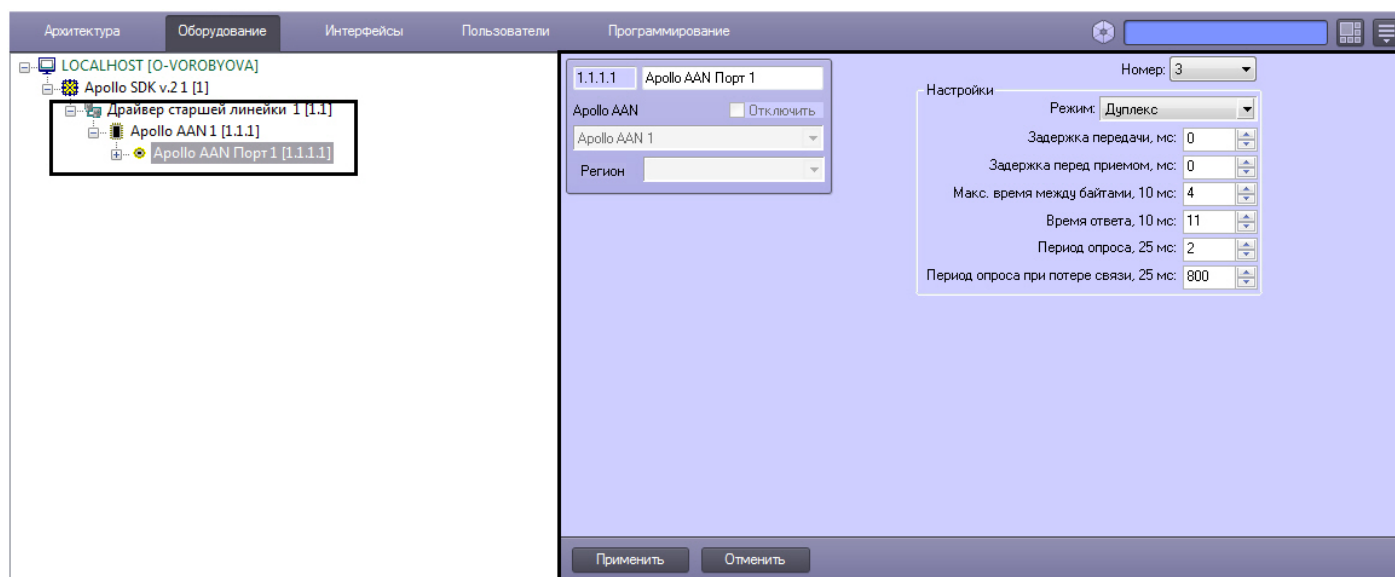 Архитектура Оборудование Интерфейсы Пользователи Программирование
LOCALHOST [O-VOROBYOVA]
Apollo SDK v.2 1 [1]
Драйвер старшей линейки 1 [1.1]
Apollo AAN 1 [1.1.1]
Apollo AAN Порт 1 [1.1.1.1]
1.1.1.1 Apollo AAN Порт 1
Apollo AAN Отключить
Apollo AAN 1
Регион
Номер: 3
Настройки
Режим: Дуплекс
Задержка передачи, мс: 0
Задержка перед приемом, мс: 0
Макс. время между байтами, 10 мс: 4
Время ответа, 10 мс: 11
Период опроса, 25 мс: 2
Период опроса при потере связи, 25 мс: 800
Применить Отменить